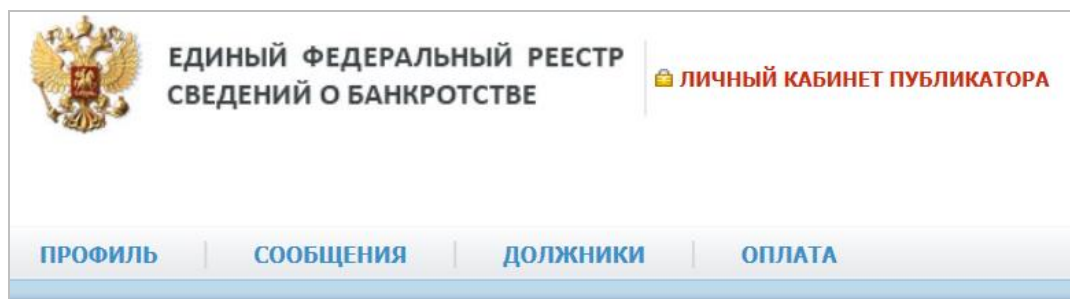 ЕДИНЫЙ ФЕДЕРАЛЬНЫЙ РЕЕСТР
СВЕДЕНИЙ О БАНКРОТСТВЕ
ЛИЧНЫЙ КАБИНЕТ ПУБЛИКАТОРА
ПРОФИЛЬ СООБЩЕНИЯ ДОЛЖНИКИ ОПЛАТА